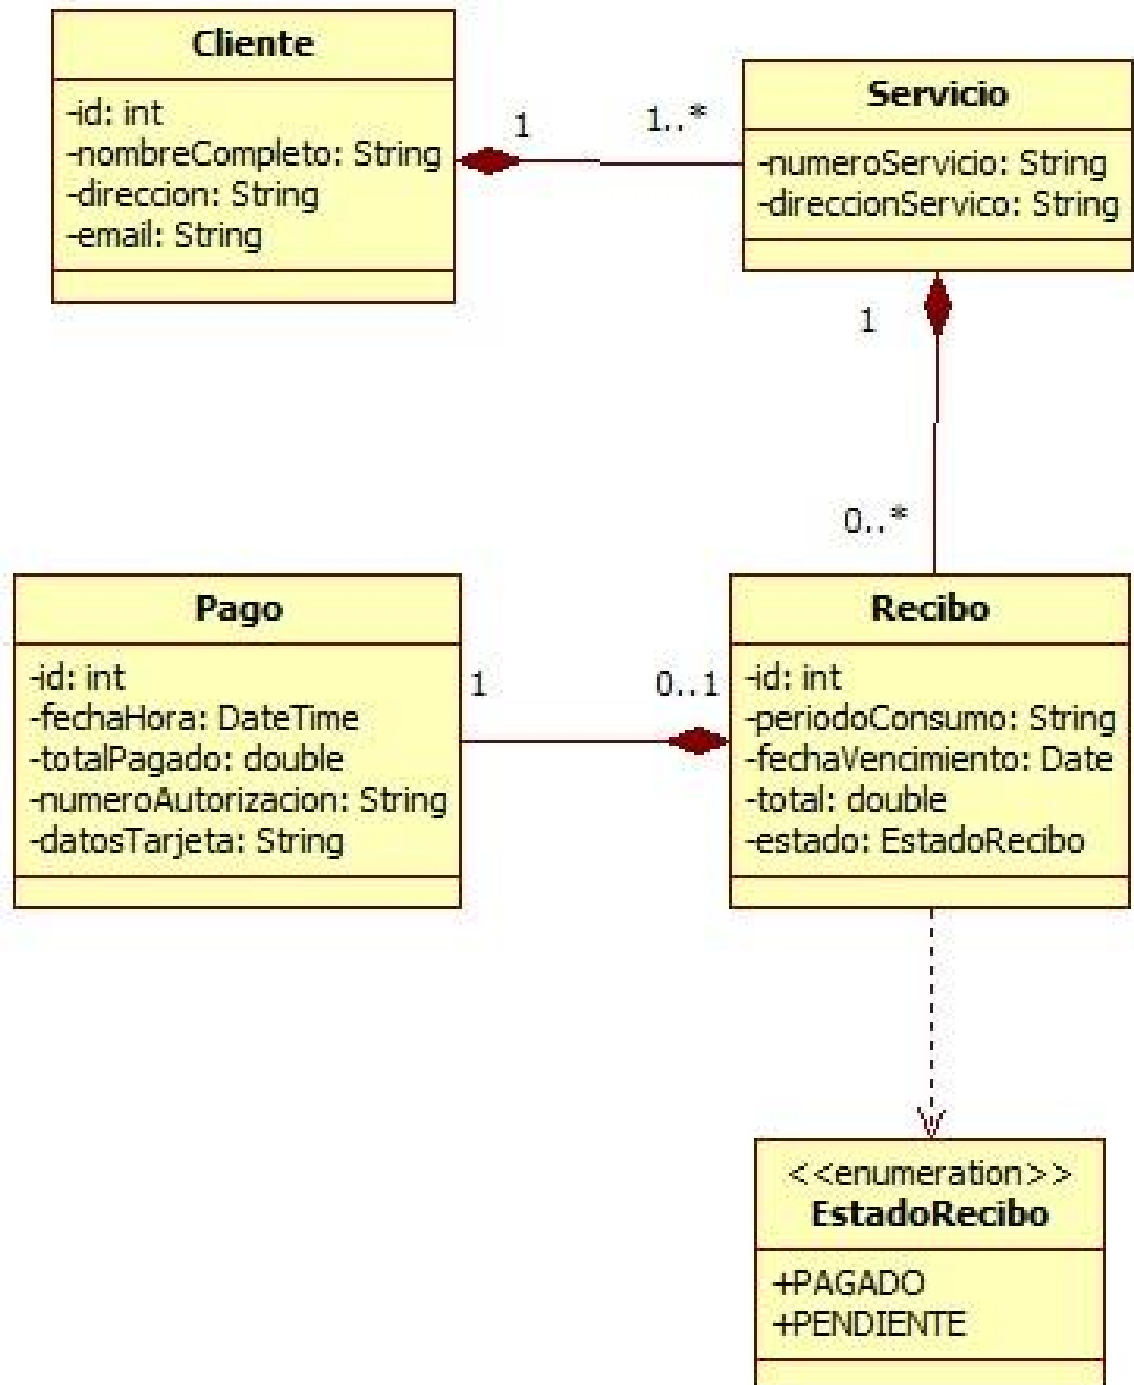 Cliente
-id: int
-nombreCompleto: String
-direccion: String
-email: String
1
1..*
Servicio
-numeroServicio: String
-direccionServico: String
1
0..*
Pago
-id: int
-fechaHora: DateTime
-totalPagado: double
-numeroAutorizacion: String
-datosTarjeta: String
1
0..1
Recibo
-id: int
-periodoConsumo: String
-fechaVencimiento: Date
-total: double
-estado: EstadoRecibo
<<enumeration>>
EstadoRecibo
+PAGADO
+PENDIENTE